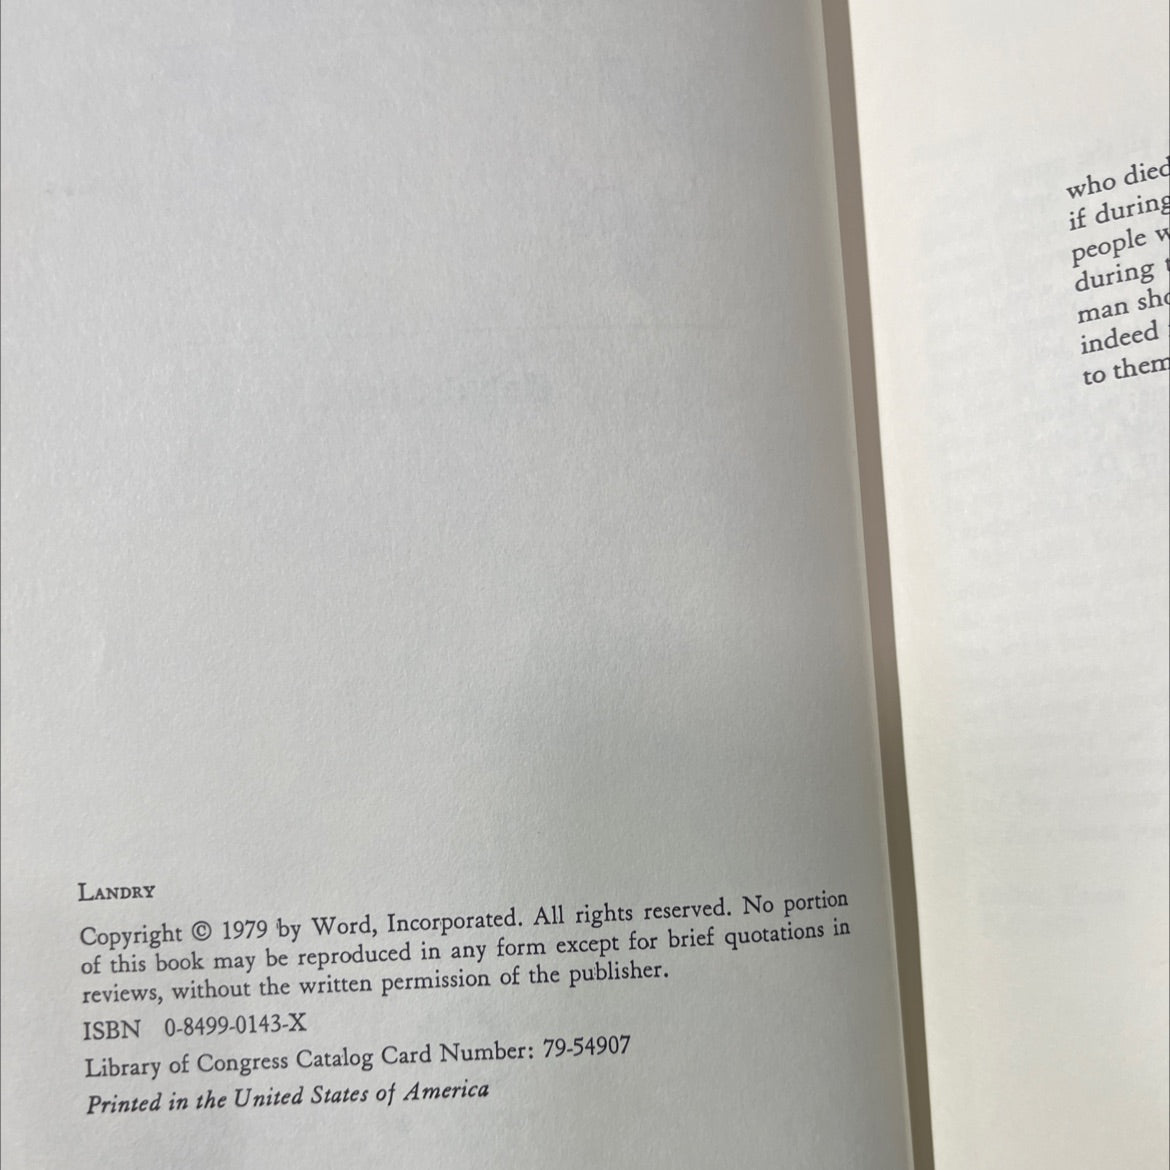 LANDRY
Copyright © 1979 by Word, Incorporated. All rights reserved. No portion
of this book may be reproduced in any form except for brief quotations in
reviews, without the written permission of the publisher.
ISBN 0-8499-0143-X
Library of Congress Catalog Card Number: 79-54907
Printed in the United States of America
who died
if during
people w
during t
man sho
indeed
to them